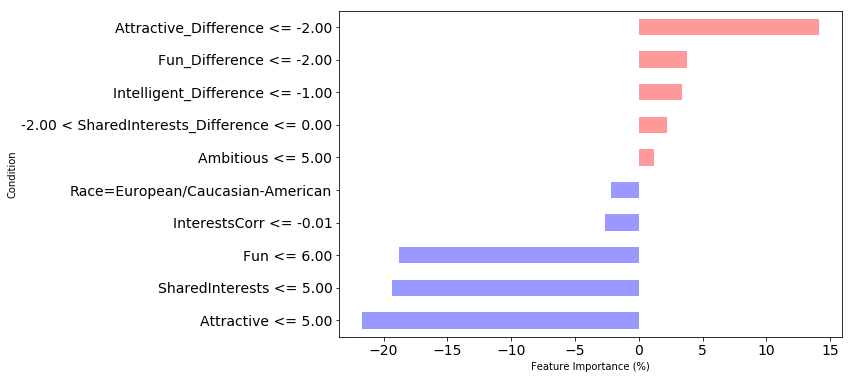 Attractive_Difference <= -2.00
Fun_Difference <= -2.00
Intelligent_Difference <= -1.00
-2.00 < SharedInterests_Difference <= 0.00
Ambitious <= 5.00
Race=European/Caucasian-American
InterestsCorr <= -0.01
Fun <= 6.00
SharedInterests <= 5.00
Attractive <= 5.00
Condition
−20 −15 −10 −5 0 5 10 15
Feature Importance (%)